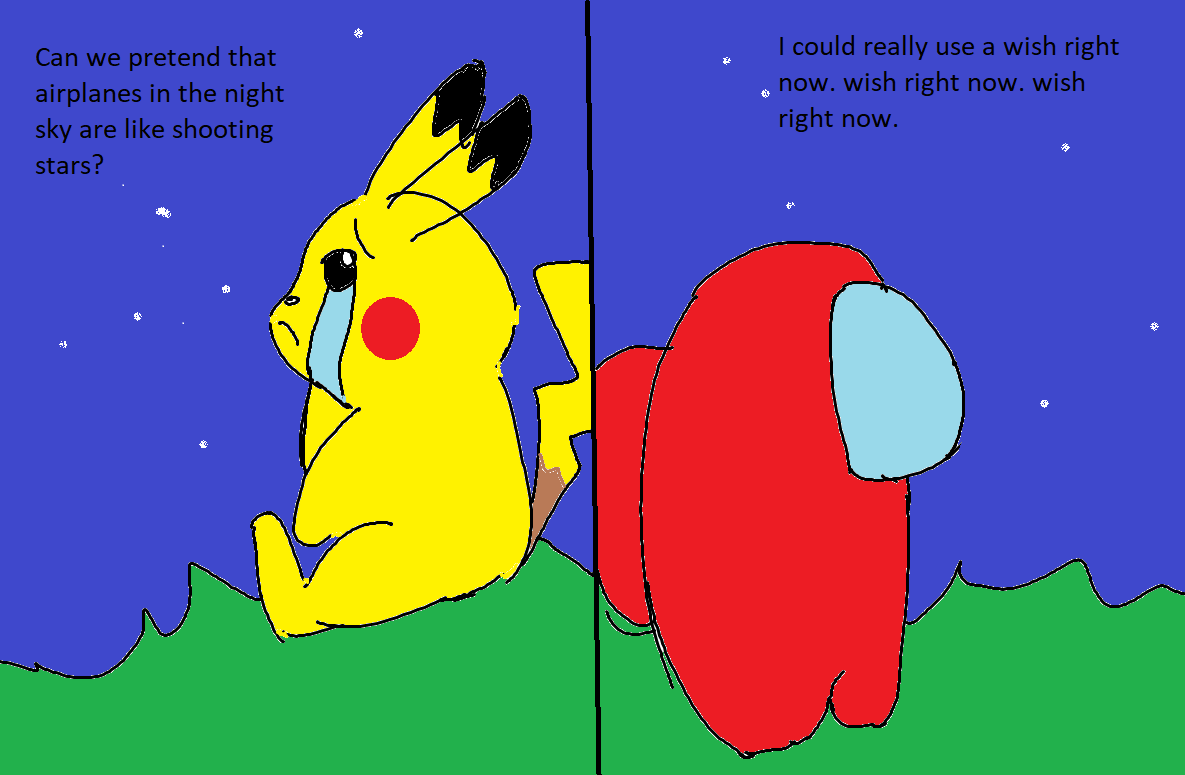 Can we pretend that
airplanes in the night
sky are like shooting
stars?
I could really use a wish right
now. wish right now. wish
right now.